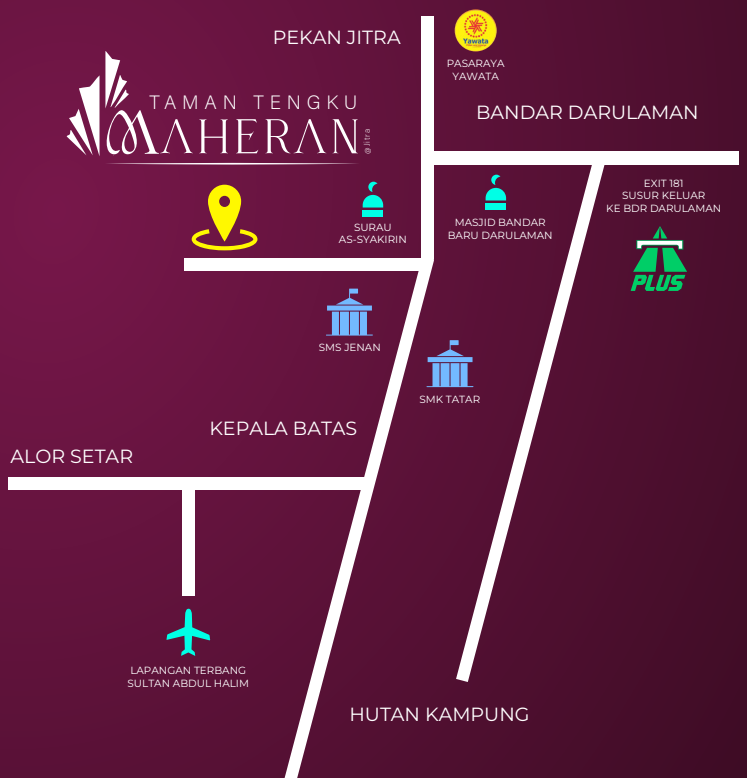 PEKAN JITRA
Yawata
PASARAYA
YAWATA
TAMAN TENGKU
MAHERAN
@Jitra
BANDAR DARULAMAN
EXIT 181
SUSUR KELUAR
KE BDR DARULAMAN
PLUS
SURAU
AS-SYAKIRIN
MASJID BANDAR
BARU DARULAMAN
SMS JENAN
SMK TATAR
KEPALA BATAS
ALOR SETAR
LAPANGAN TERBANG
SULTAN ABDUL HALIM
HUTAN KAMPUNG